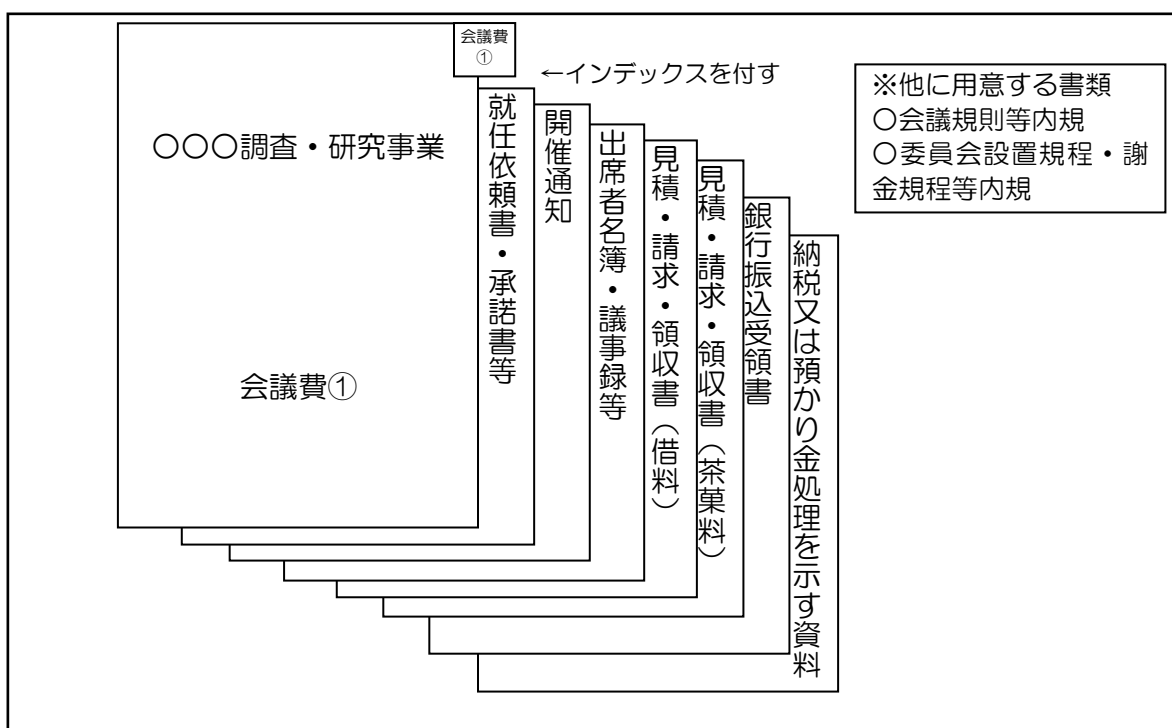 会議費
①
←インデックスを付す
〇〇〇調査・研究事業
会議費①
就任依頼書・承諾書等
開催通知
出席者名簿・議事録等
見積・請求・領収書（借料）
見積・請求・領収書（茶菓料）
銀行振込受領書
納税又は預かり金処理を示す資料
※他に用意する書類
〇会議規則等内規
〇委員会設置規程・謝
金規程等内規